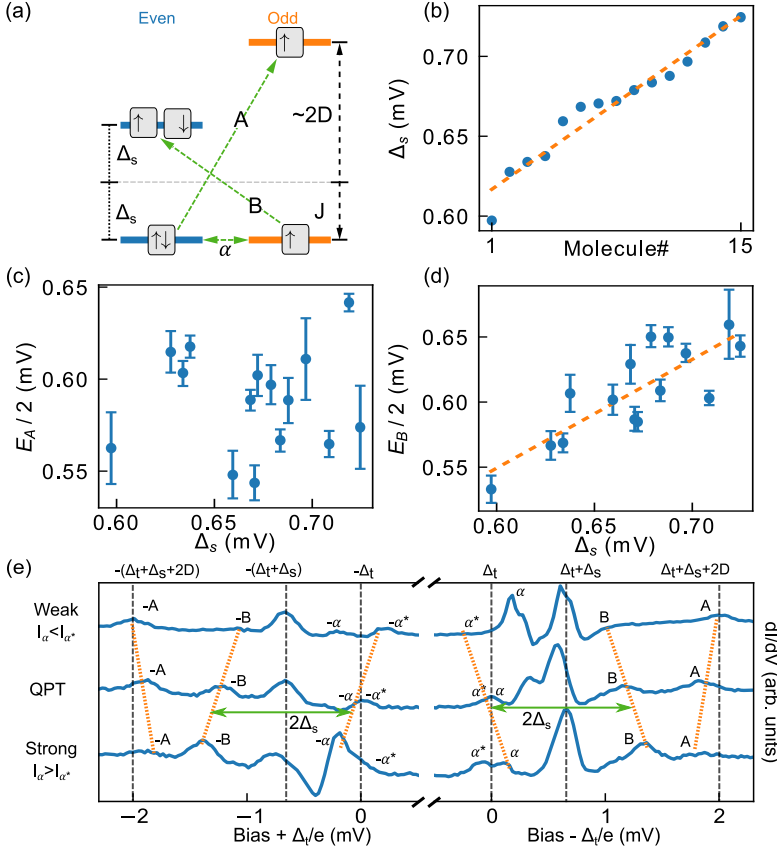 (a)
Even
Odd
↑
A
~2D
↑ ↓
Δs
Δs
B
J
↑↓
α
↑
(b)
Δs (mV)
0.70
0.65
0.60
1
Molecule#
15
(c)
E_A / 2 (mV)
0.65
0.60
0.55
0.60
0.65
0.70
Δs (mV)
(d)
E_B / 2 (mV)
0.65
0.60
0.55
0.60
0.65
0.70
Δs (mV)
(e)
-(Δt+Δs+2D)
-(Δt+Δs)
-Δt
Δt
Δt+Δs
Δt+Δs+2D
Weak
Iα<Iα*
-A
-B
-α
-α*
α*
α
B
A
QPT
-A
-B
-α
-α*
α*
α
B
A
2Δs
2Δs
Strong
Iα>Iα*
-A
-B
-α
-α*
α*
α
B
A
dI/dV (arb. units)
−2
−1
0
0
1
2
Bias + Δt/e (mV)
Bias - Δt/e (mV)